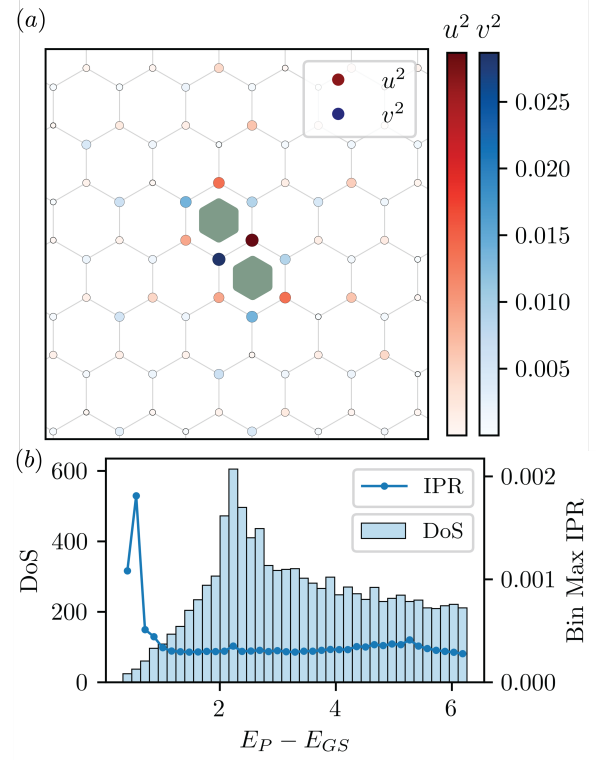 (a)
u² v²
u²
v²
0.025
0.020
0.015
0.010
0.005
(b)
600
400
200
0
DoS
IPR
DoS
0.002
0.001
0.000
Bin Max IPR
2 4 6
E_P − E_GS